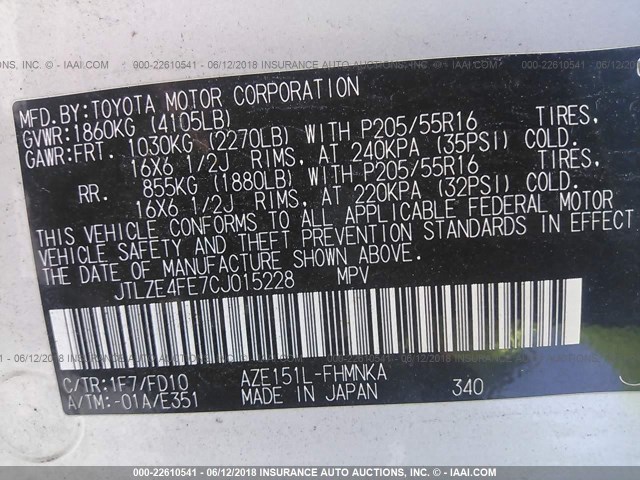 000-22610541 - 06/12/2018 INSURANCE AUTO AUCTIONS - © - IAAI.COM
MFD.BY:TOYOTA MOTOR CORPORATION
GVWR:1860KG (4105LB)
GAWR:FRT. 1030KG (2270LB) WITH P205/55R16 TIRES,
16X6 1/2J RIMS, AT 240KPA (35PSI) COLD.
RR. 855KG (1880LB) WITH P205/55R16 TIRES,
16X6 1/2J RIMS, AT 220KPA (32PSI) COLD.
THIS VEHICLE CONFORMS TO ALL APPLICABLE FEDERAL MOTOR
VEHICLE SAFETY AND THEFT PREVENTION STANDARDS IN EFFECT
THE DATE OF MANUFACTURE SHOWN ABOVE.
JTLZE4FE7CJ015228 MPV
000-22610541 - 06/12/2018 INSURANCE AUTO AUCTIONS - © - IAAI.COM
C/TR:1F7/FD10 AZE151L-FHMNKA
A/TM:-01A/E351 MADE IN JAPAN 340
000-22610541 - 06/12/2018 INSURANCE AUTO AUCTIONS - © - IAAI.COM